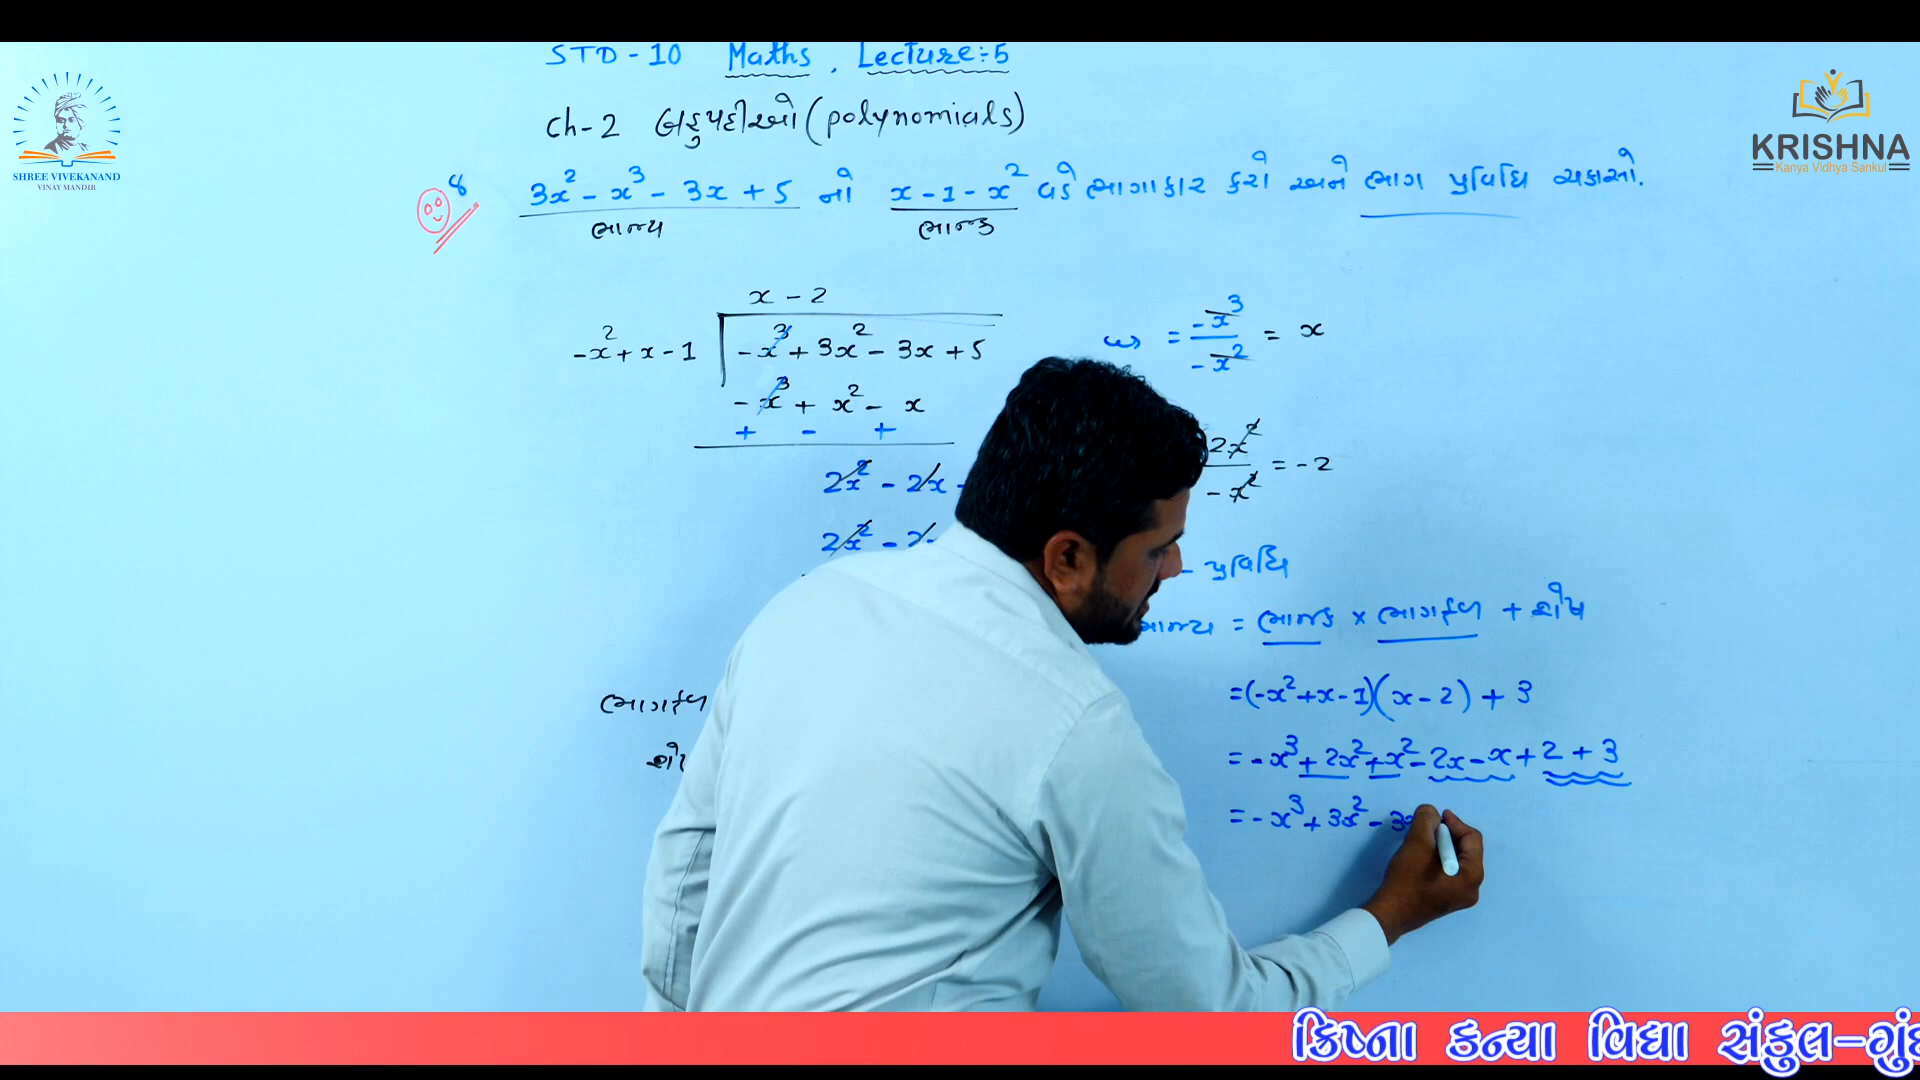 STD - 10 Maths, Lecture:- 5
Ch-2 બહુપદીઓ (polynomials)
SHREE VIVEKANAND
VINAY MANDIR
KRISHNA
Kanya Vidhya Sankul
8 3x² - x³ - 3x + 5 નો x - 1 - x² વડે ભાગાકાર કરો અને ભાગ પ્રવિધિ ચકાસો.
ભાજ્ય ભાજક
x - 2
-x² + x - 1 -x³ + 3x² - 3x + 5
-x³ + x² - x
+ - +
2x² - 2x
2x² - 2
= -x³ / -x² = x
2x² / -x² = -2
- પ્રવિધિ
ભાજ્ય = ભાજક × ભાગફળ + શેષ
= (-x² + x - 1)(x - 2) + 3
= -x³ + 2x² + x² - 2x - x + 2 + 3
= -x³ + 3x² - 3x
ભાગફળ
ક્રિષ્ના કન્યા વિદ્યા સંકુલ-ગું